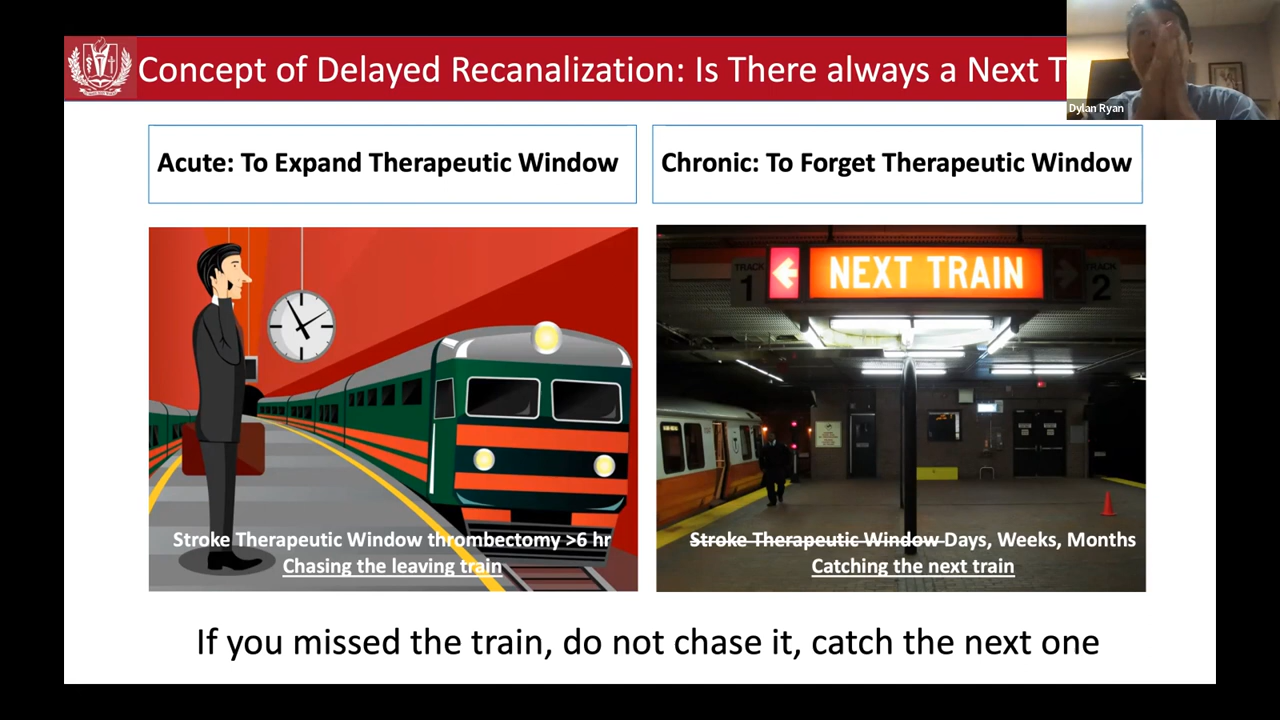 Concept of Delayed Recanalization: Is There always a Next T
Dylan Ryan
Acute: To Expand Therapeutic Window
Chronic: To Forget Therapeutic Window
NEXT TRAIN
TRACK
1
TRACK
2
Stroke Therapeutic Window thrombectomy >6 hr
Chasing the leaving train
Stroke Therapeutic Window Days, Weeks, Months
Catching the next train
If you missed the train, do not chase it, catch the next one